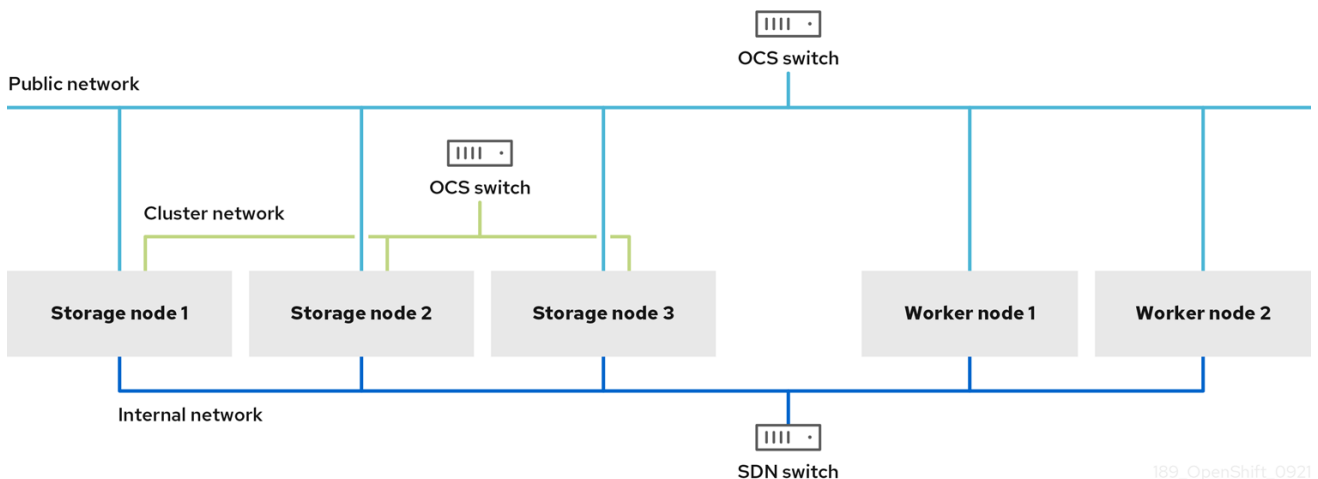 OCS switch
Public network
OCS switch
Cluster network
Storage node 1
Storage node 2
Storage node 3
Worker node 1
Worker node 2
Internal network
SDN switch
189_OpenShift_0921